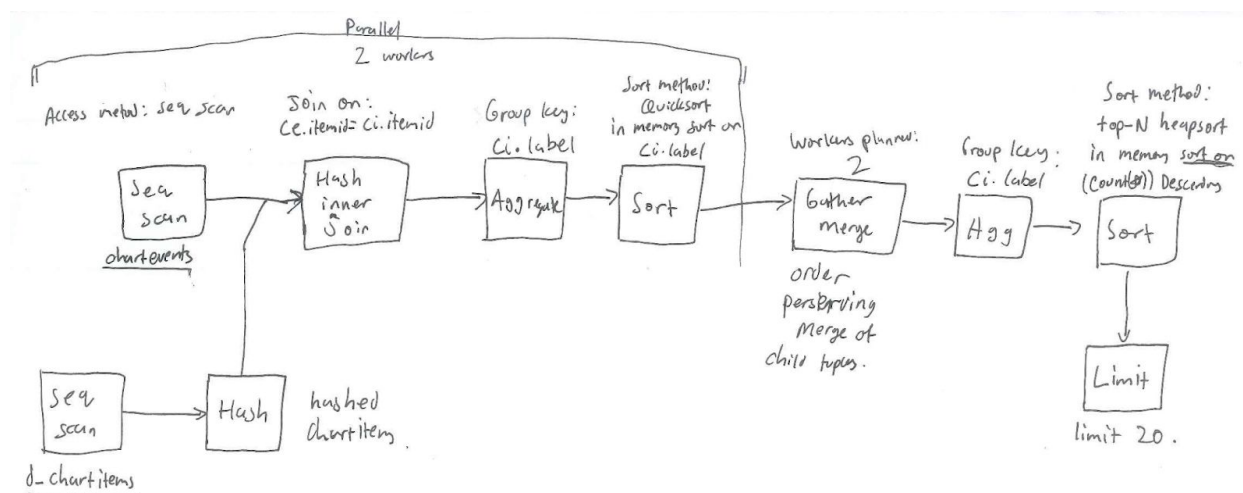 Parallel
2 workers
Access metod: seq scan
Seq
scan
chartevents
Join on:
Ce.itemid= Ci.itemid
Hash
inner
Join
Group key:
Ci.label
Aggregate
Sort method:
Quicksort
in memory sort on
Ci.label
Sort
Workers planned:
2
Gather
merge
order
perserving
merge of
child tuples.
Group key:
Ci.label
Agg
Sort method:
top-N heapsort
in memory sort on
(Count(*)) Descending
Sort
Limit
limit 20.
Seq
scan
d_chartitems
Hash
hashed
chartitem.